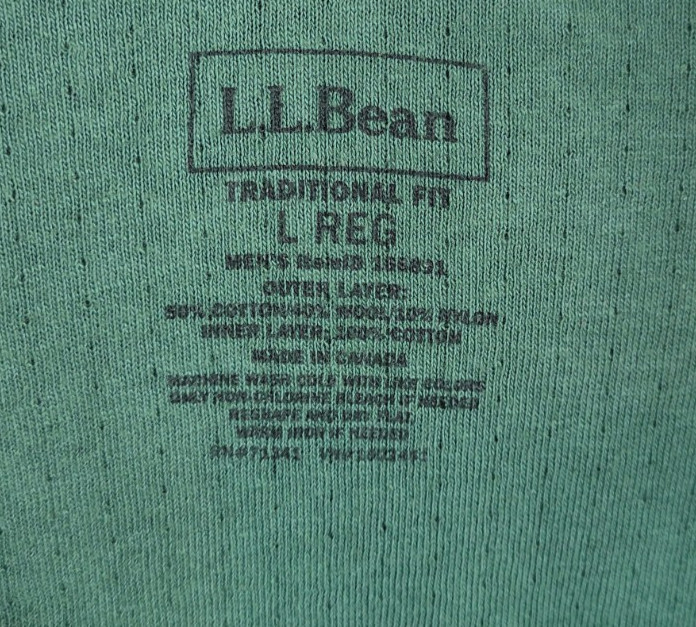 L.L.Bean
TRADITIONAL FIT
L REG
MEN'S
OUTER LAYER:
50% COTTON/40% WOOL/10% NYLON
INNER LAYER: 100% COTTON
MADE IN CANADA
MACHINE WASH COLD WITH LIKE COLORS
ONLY NON-CHLORINE BLEACH IF NEEDED
RESHAPE AND DRY FLAT
WARM IRON IF NEEDED
RN#71341